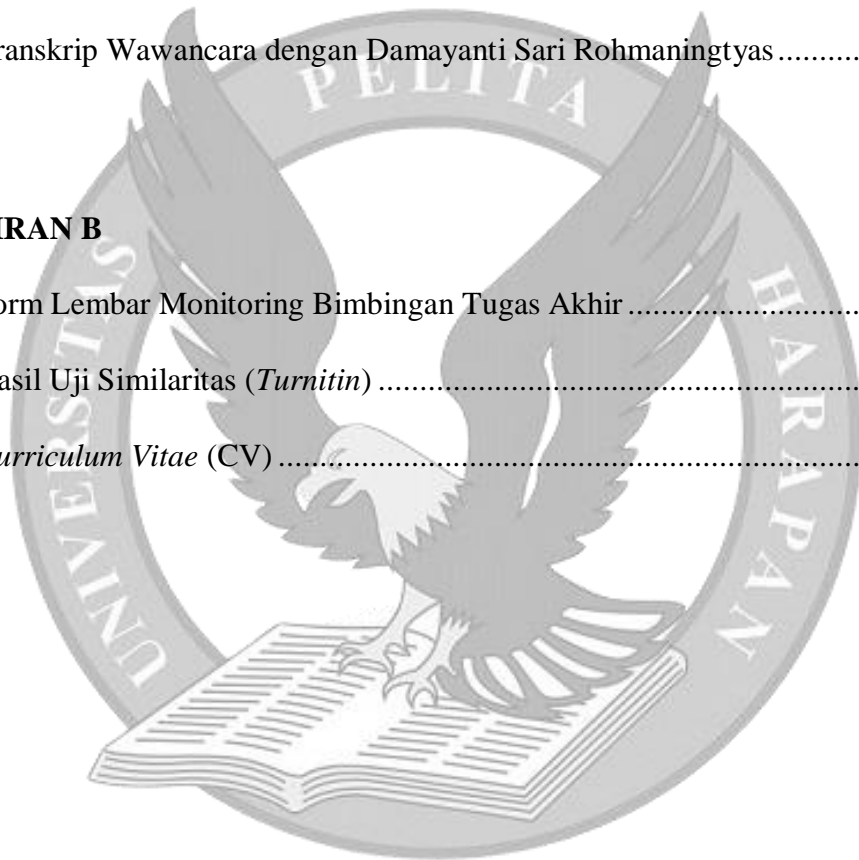 ranskrip Wawancara dengan Damayanti Sari Rohmaningtyas ..........
PELITA
IRAN B
orm Lembar Monitoring Bimbingan Tugas Akhir ..............................
asil Uji Similaritas (Turnitin) ..............................................................
urriculum Vitae (CV) ..........................................................................
UNIVERSTAS
HARAPAN